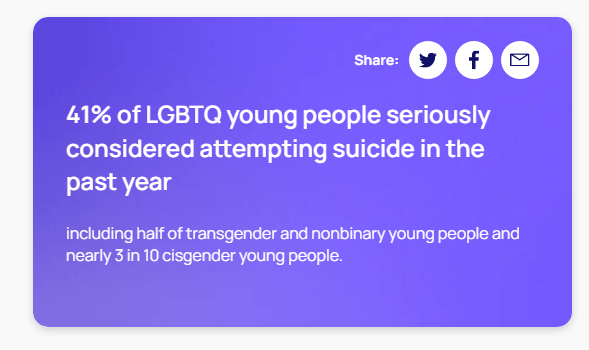 Share:
41% of LGBTQ young people seriously
considered attempting suicide in the
past year
including half of transgender and nonbinary young people and
nearly 3 in 10 cisgender young people.